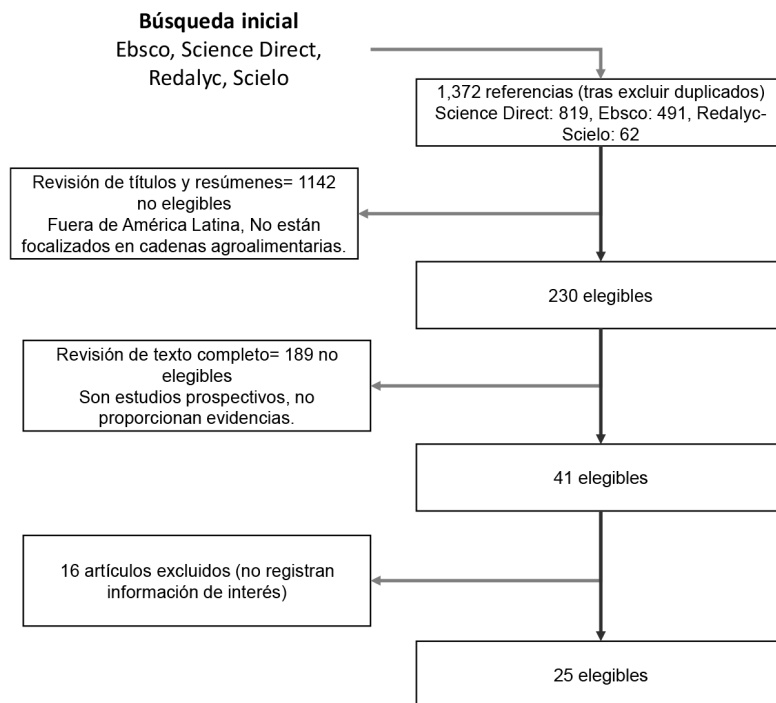 Búsqueda inicial
Ebsco, Science Direct,
Redalyc, Scielo
1,372 referencias (tras excluir duplicados)
Science Direct: 819, Ebsco: 491, Redalyc-
Scielo: 62
Revisión de títulos y resúmenes= 1142
no elegibles
Fuera de América Latina, No están
focalizados en cadenas agroalimentarias.
230 elegibles
Revisión de texto completo= 189 no
elegibles
Son estudios prospectivos, no
proporcionan evidencias.
41 elegibles
16 artículos excluidos (no registran
información de interés)
25 elegibles